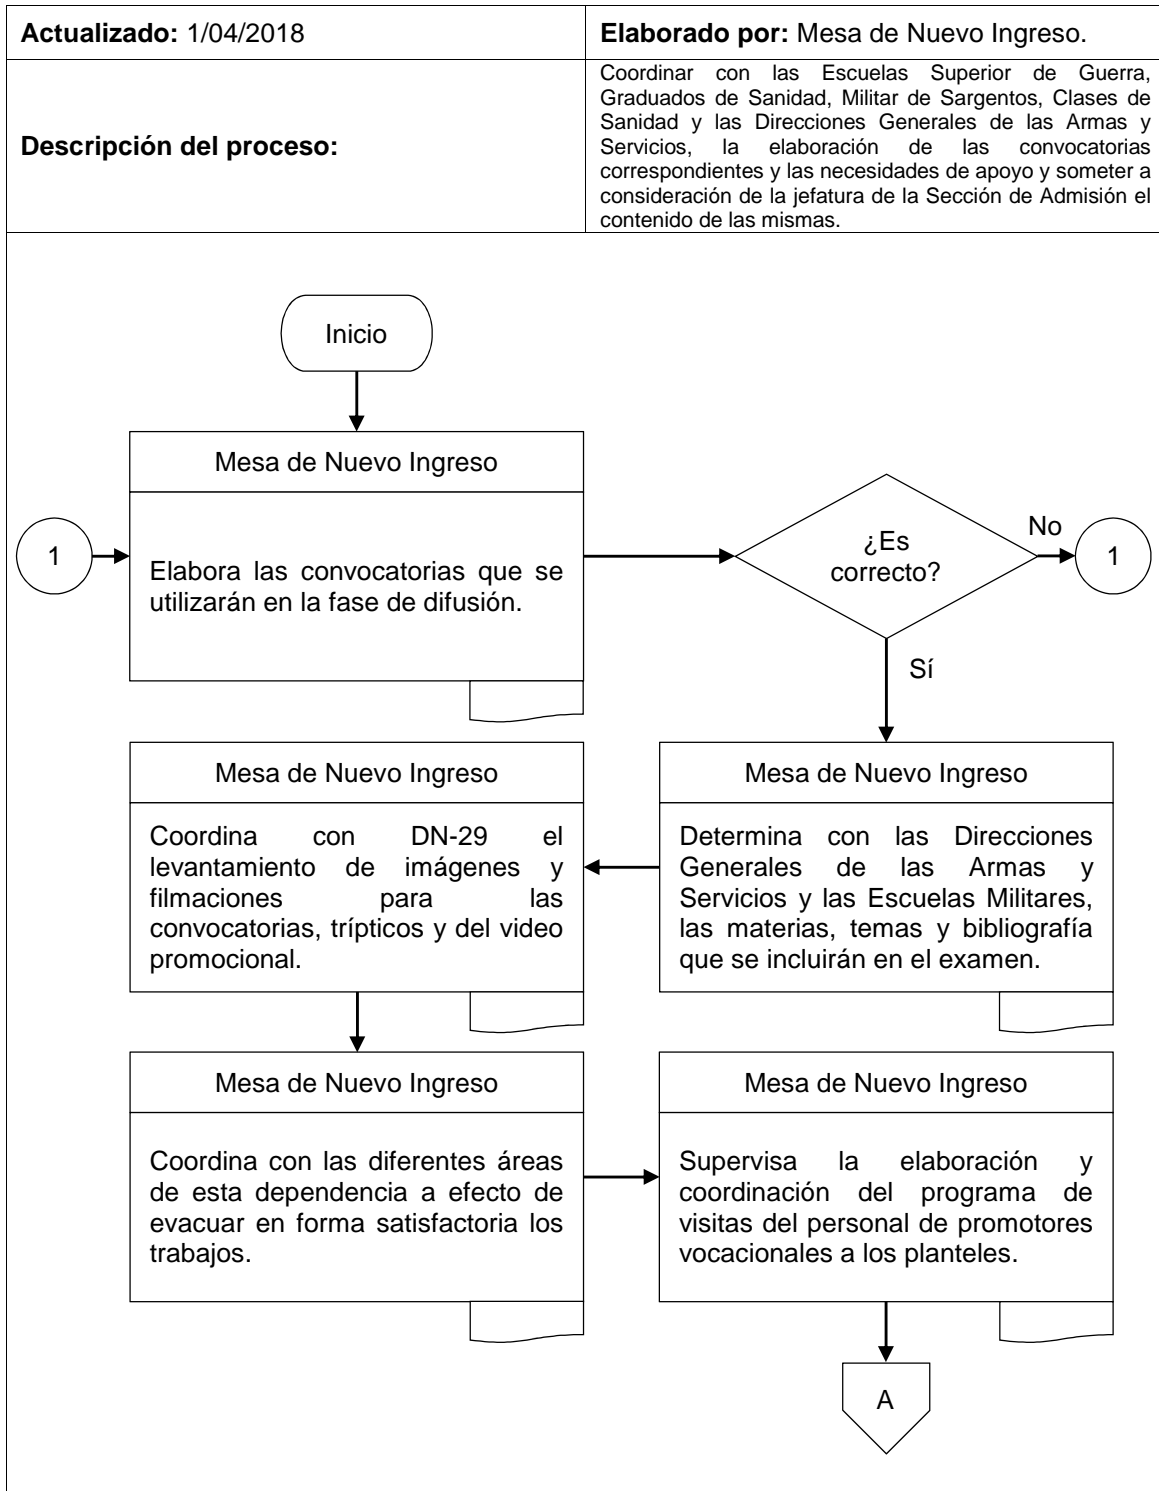 Actualizado: 1/04/2018
Elaborado por: Mesa de Nuevo Ingreso.
Descripción del proceso:
Coordinar con las Escuelas Superior de Guerra,
Graduados de Sanidad, Militar de Sargentos, Clases de
Sanidad y las Direcciones Generales de las Armas y
Servicios, la elaboración de las convocatorias
correspondientes y las necesidades de apoyo y someter a
consideración de la jefatura de la Sección de Admisión el
contenido de las mismas.
Inicio
Mesa de Nuevo Ingreso
1
Elabora las convocatorias que se
utilizarán en la fase de difusión.
¿Es
correcto?
No
1
Sí
Mesa de Nuevo Ingreso
Determina con las Direcciones
Generales de las Armas y
Servicios y las Escuelas Militares,
las materias, temas y bibliografía
que se incluirán en el examen.
Mesa de Nuevo Ingreso
Coordina con DN-29 el
levantamiento de imágenes y
filmaciones para las
convocatorias, trípticos y del video
promocional.
Mesa de Nuevo Ingreso
Coordina con las diferentes áreas
de esta dependencia a efecto de
evacuar en forma satisfactoria los
trabajos.
Mesa de Nuevo Ingreso
Supervisa la elaboración y
coordinación del programa de
visitas del personal de promotores
vocacionales a los planteles.
A